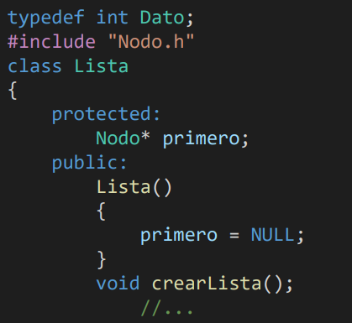 typedef int Dato;
#include "Nodo.h"
class Lista
{
    protected:
        Nodo* primero;
    public:
        Lista()
        {
            primero = NULL;
        }
        void crearLista();
            //...